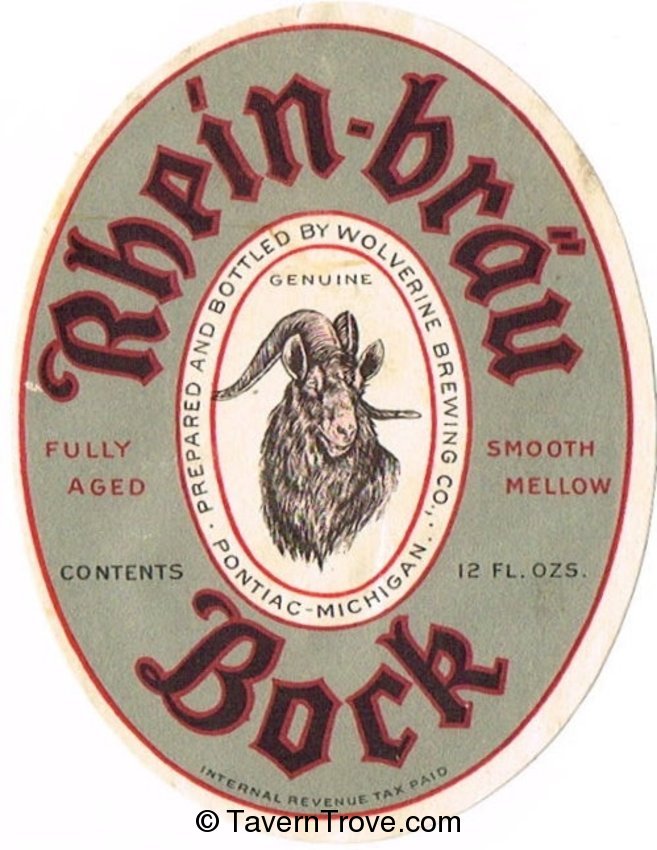 Rhein-bräu
PREPARED AND BOTTLED BY WOLVERINE BREWING CO.,
PONTIAC-MICHIGAN.
GENUINE
FULLY
AGED
SMOOTH
MELLOW
CONTENTS
12 FL. OZS.
Bock
INTERNAL REVENUE TAX PAID
© TavernTrove.com